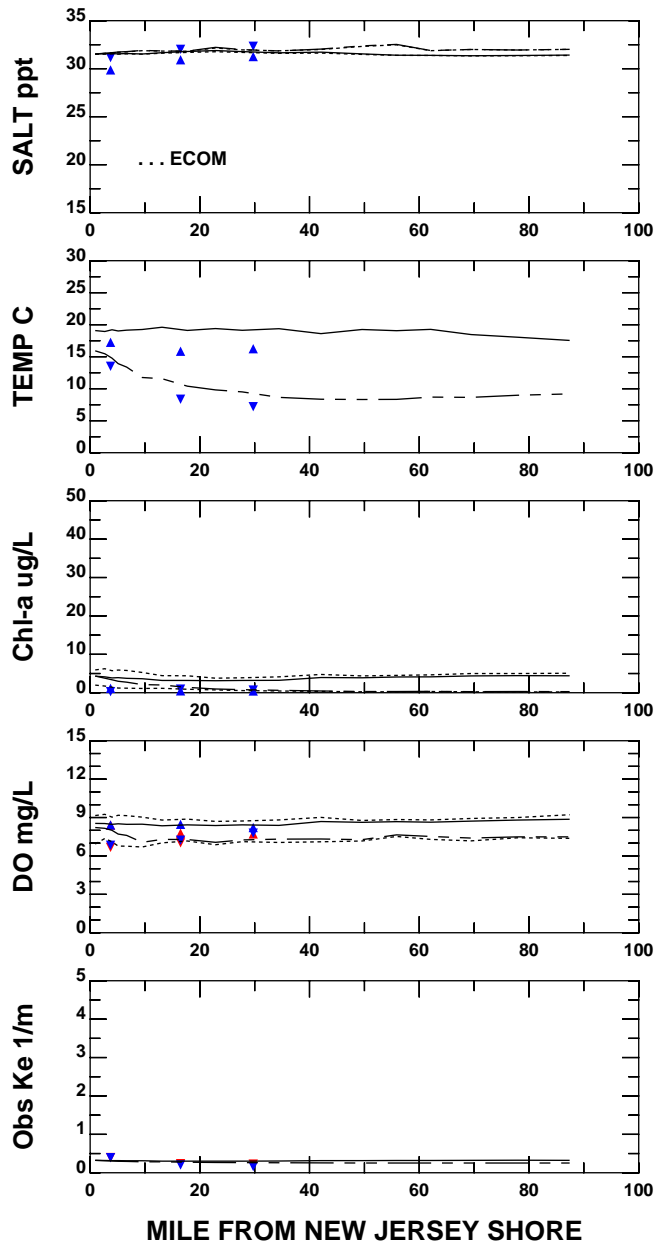 35
30
25
20
15
SALT ppt
. . . ECOM
0 20 40 60 80 100
30
25
20
15
10
5
0
TEMP C
0 20 40 60 80 100
50
40
30
20
10
0
Chl-a ug/L
0 20 40 60 80 100
15
12
9
6
3
0
DO mg/L
0 20 40 60 80 100
5
4
3
2
1
0
Obs Ke 1/m
0 20 40 60 80 100
MILE FROM NEW JERSEY SHORE